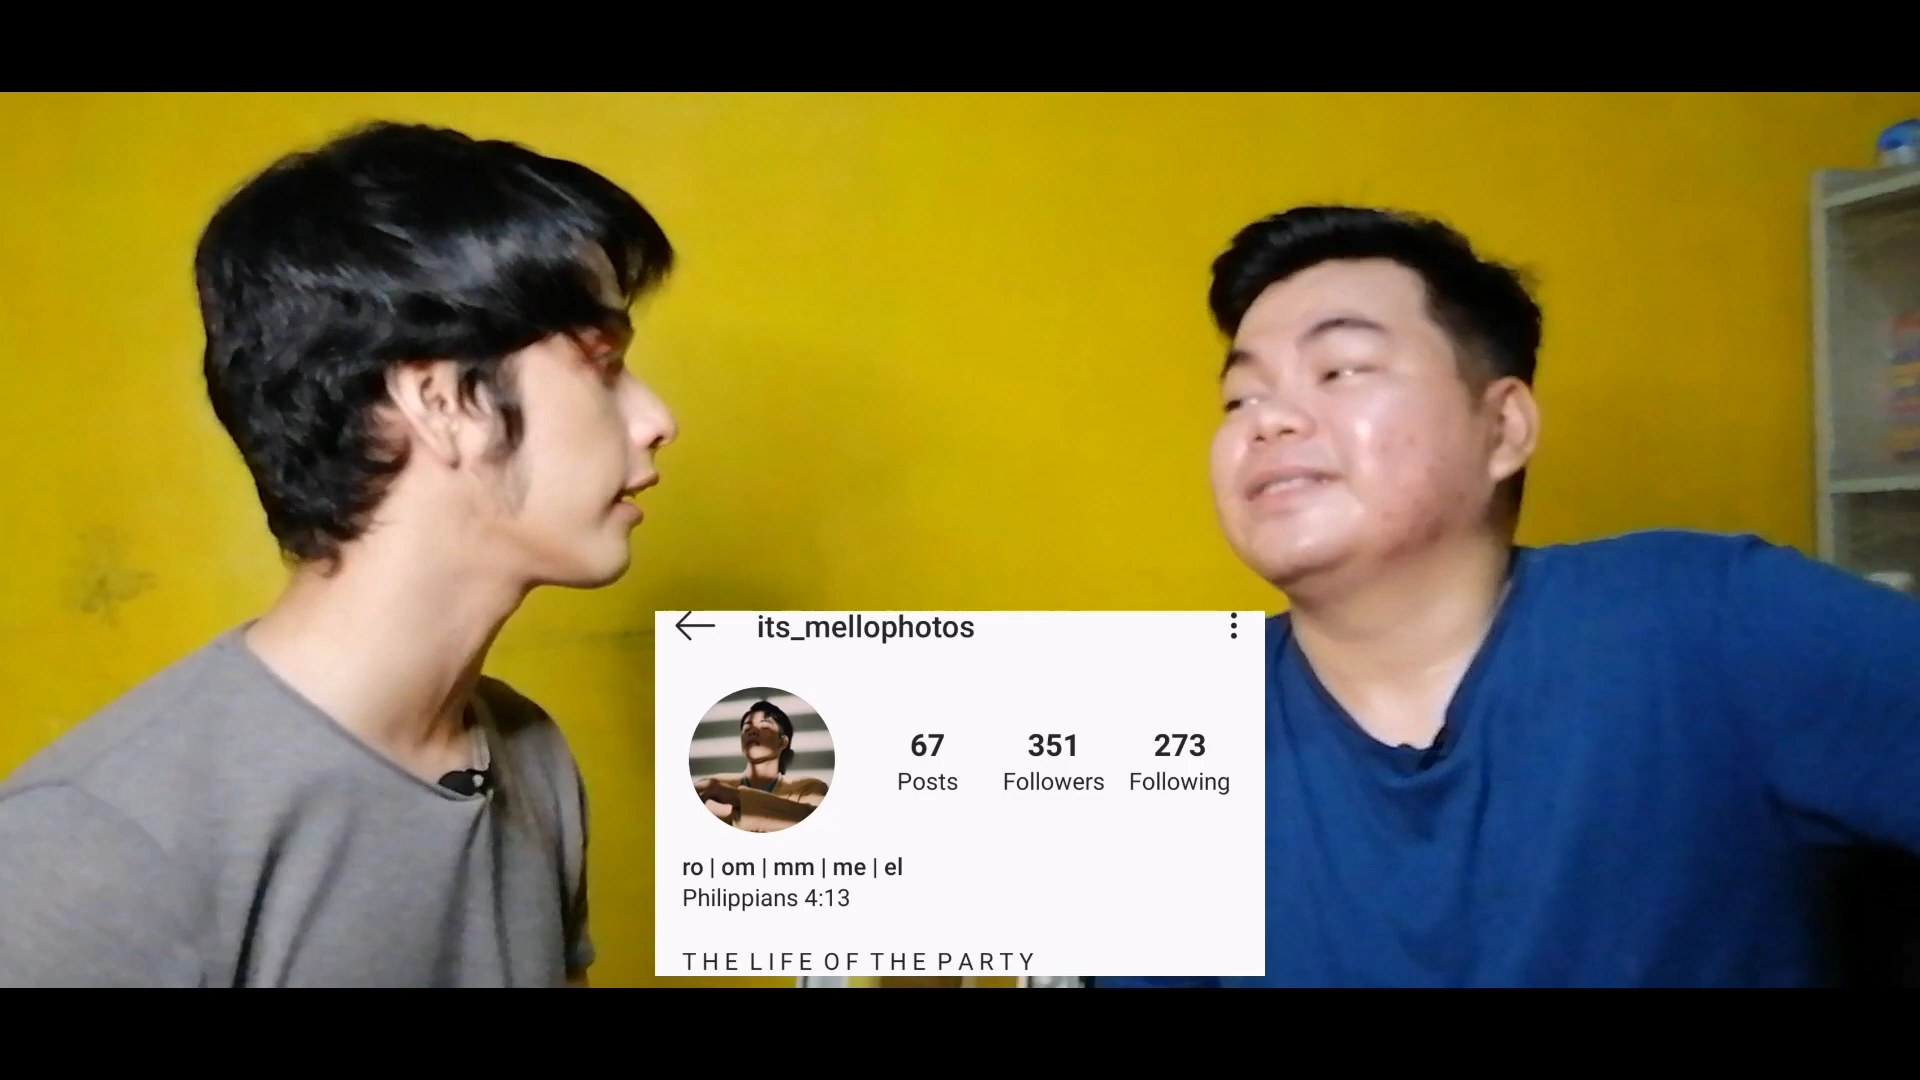 its_mellophotos
67 351 273
Posts Followers Following
ro | om | mm | me | el
Philippians 4:13
THE LIFE OF THE PARTY